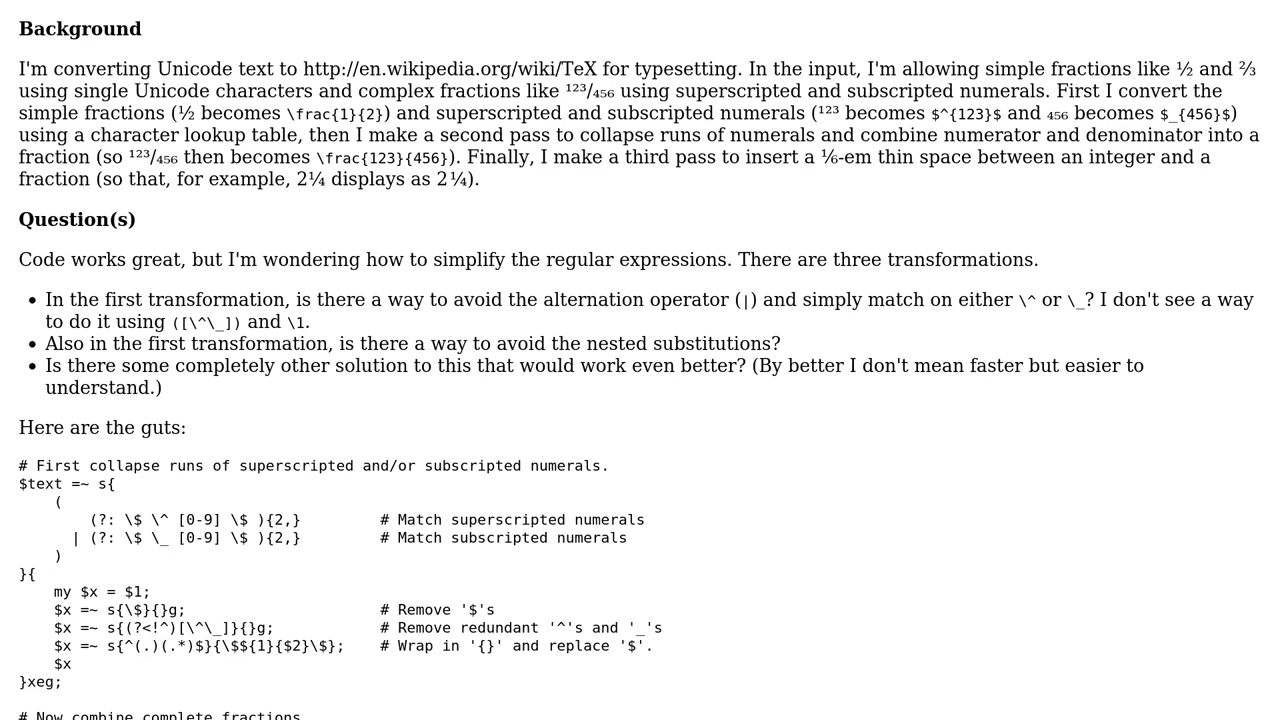 Background
I'm converting Unicode text to http://en.wikipedia.org/wiki/TeX for typesetting. In the input, I'm allowing simple fractions like ½ and ⅔
using single Unicode characters and complex fractions like ¹²³/₄₅₆ using superscripted and subscripted numerals. First I convert the
simple fractions (½ becomes \frac{1}{2}) and superscripted and subscripted numerals (¹²³ becomes $^{123}$ and ₄₅₆ becomes $_{456}$)
using a character lookup table, then I make a second pass to collapse runs of numerals and combine numerator and denominator into a
fraction (so ¹²³/₄₅₆ then becomes \frac{123}{456}). Finally, I make a third pass to insert a ⅙-em thin space between an integer and a
fraction (so that, for example, 2¼ displays as 2 ¼).
Question(s)
Code works great, but I'm wondering how to simplify the regular expressions. There are three transformations.
• In the first transformation, is there a way to avoid the alternation operator (|) and simply match on either \^ or \_? I don't see a way
to do it using ([\^\_]) and \1.
• Also in the first transformation, is there a way to avoid the nested substitutions?
• Is there some completely other solution to this that would work even better? (By better I don't mean faster but easier to
understand.)
Here are the guts:
# First collapse runs of superscripted and/or subscripted numerals.
$text =~ s{
    (
        (?: \$ \^ [0-9] \$ ){2,}         # Match superscripted numerals
      | (?: \$ \_ [0-9] \$ ){2,}         # Match subscripted numerals
    )
}{
    my $x = $1;
    $x =~ s{\$}{}g;                      # Remove '$'s
    $x =~ s{(?<!^)[\^\_]}{}g;            # Remove redundant '^'s and '_'s
    $x =~ s{^(.)(.*)$}{\$${1}{$2}\$};    # Wrap in '{}' and replace '$'.
    $x
}xeg;
# Now combine complete fractions